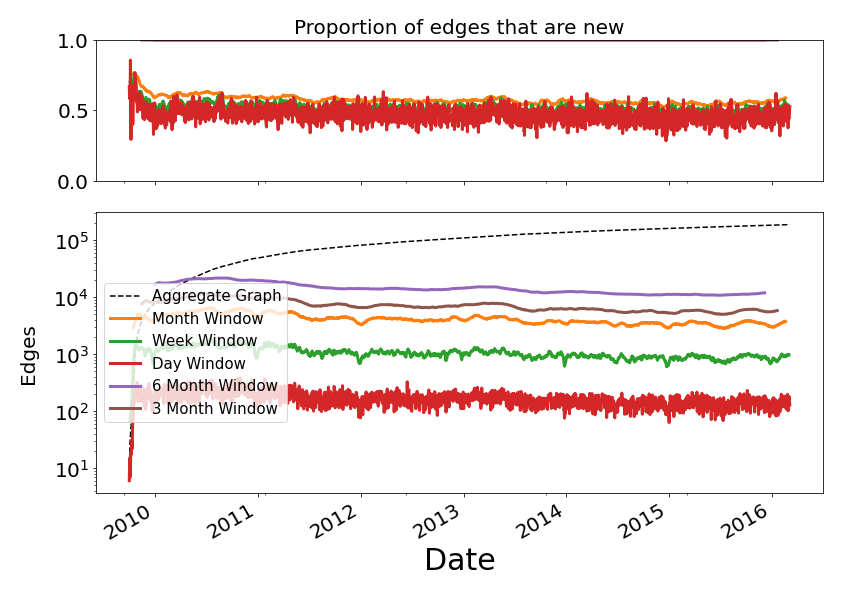 Proportion of edges that are new
1.0
0.5
0.0
10^5
10^4
10^3
10^2
10^1
Edges
Aggregate Graph
Month Window
Week Window
Day Window
6 Month Window
3 Month Window
2010 2011 2012 2013 2014 2015 2016
Date